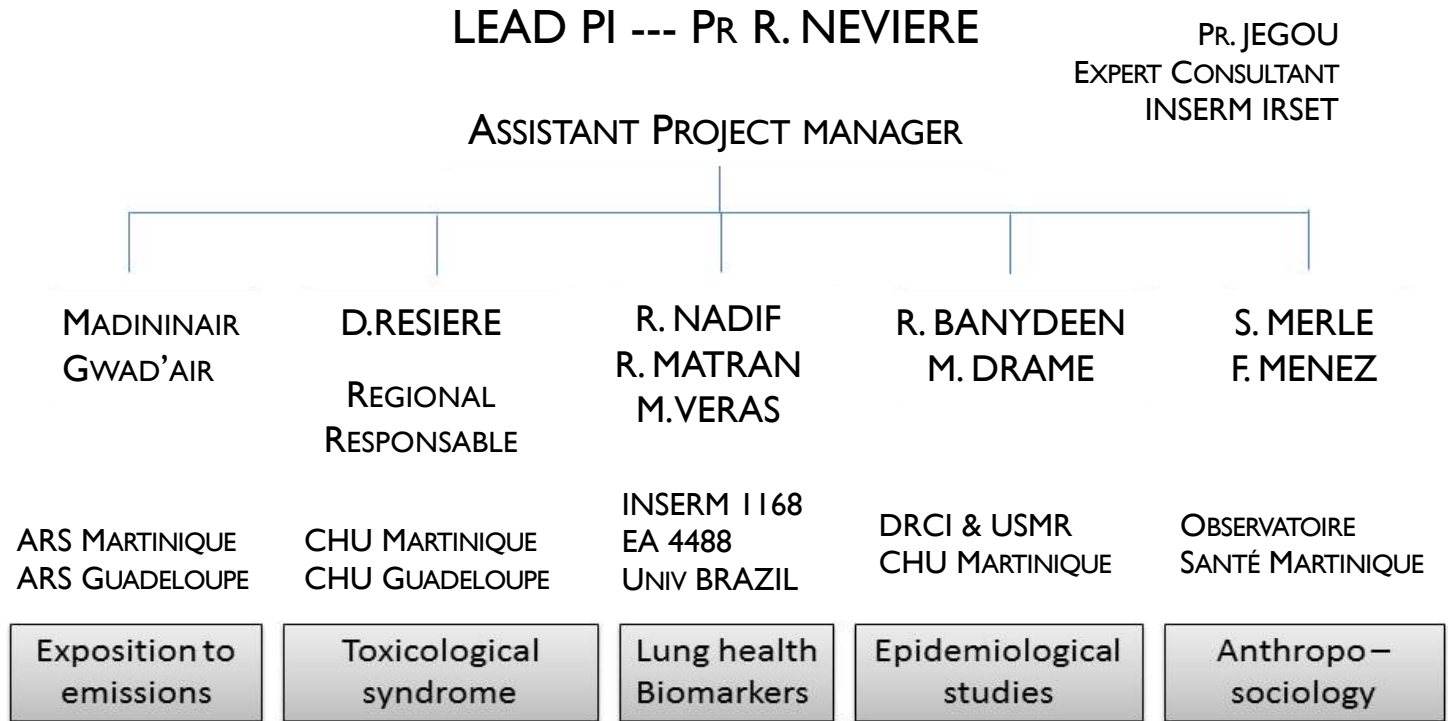 LEAD PI --- PR R. NEVIERE
PR. JEGOU
EXPERT CONSULTANT
INSERM IRSET
ASSISTANT PROJECT MANAGER
MADININAIR
GWAD'AIR
ARS MARTINIQUE
ARS GUADELOUPE
Exposition to
emissions
D.RESIERE
REGIONAL
RESPONSABLE
CHU MARTINIQUE
CHU GUADELOUPE
Toxicological
syndrome
R. NADIF
R. MATRAN
M. VERAS
INSERM 1168
EA 4488
UNIV BRAZIL
Lung health
Biomarkers
R. BANYDEEN
M. DRAME
DRCI & USMR
CHU MARTINIQUE
Epidemiological
studies
S. MERLE
F. MENEZ
OBSERVATOIRE
SANTÉ MARTINIQUE
Anthropo –
sociology